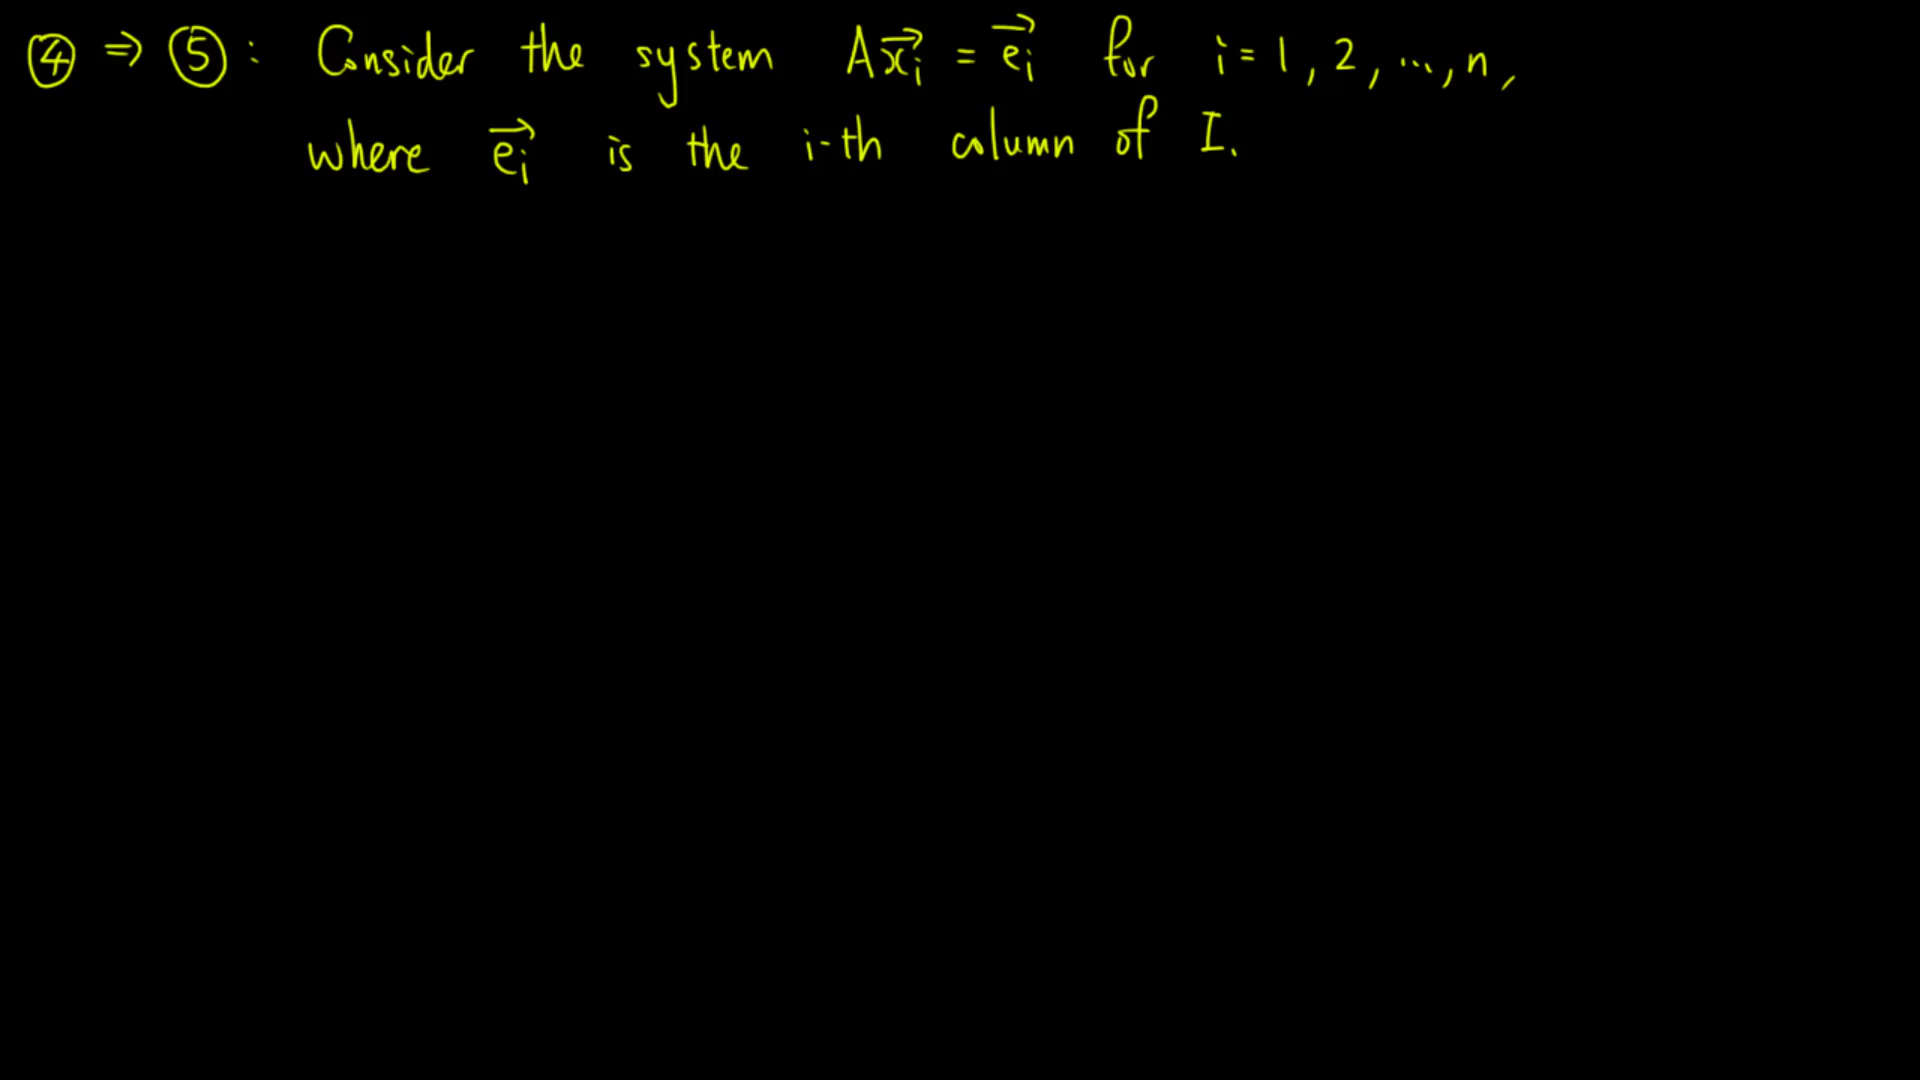 ④ ⇒ ⑤ : Consider the system A\vec{x_i} = \vec{e_i} for i = 1, 2, ..., n,
where \vec{e_i} is the i-th column of I.